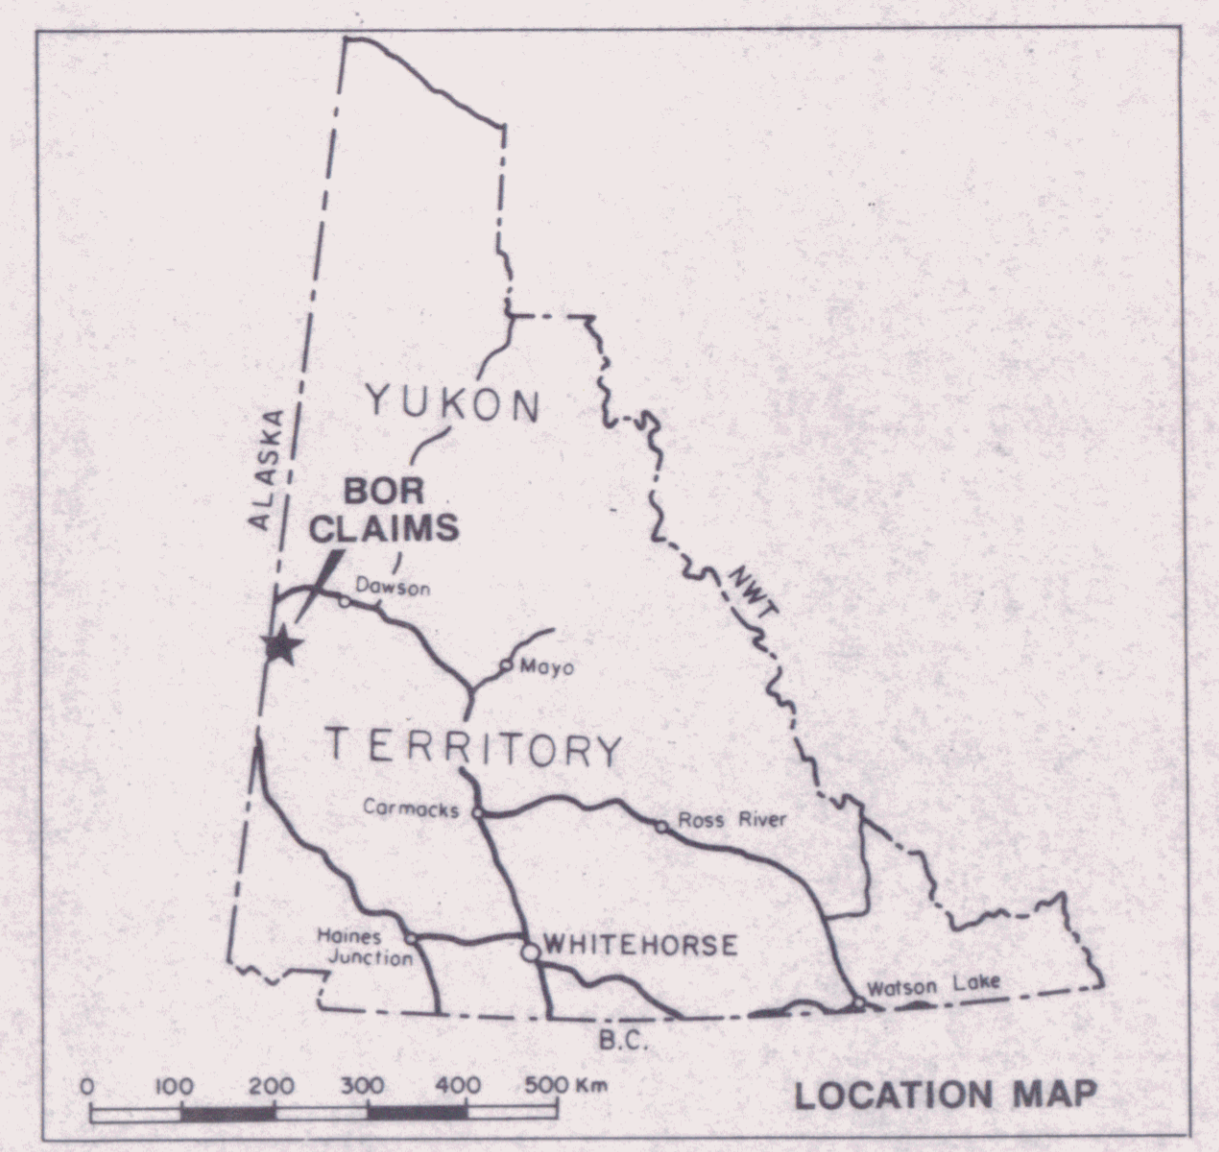 YUKON
ALASKA
BOR
CLAIMS
Dawson
NWT
Mayo
TERRITORY
Carmacks
Ross River
Haines
Junction
WHITEHORSE
Watson Lake
B.C.
0 100 200 300 400 500 Km
LOCATION MAP